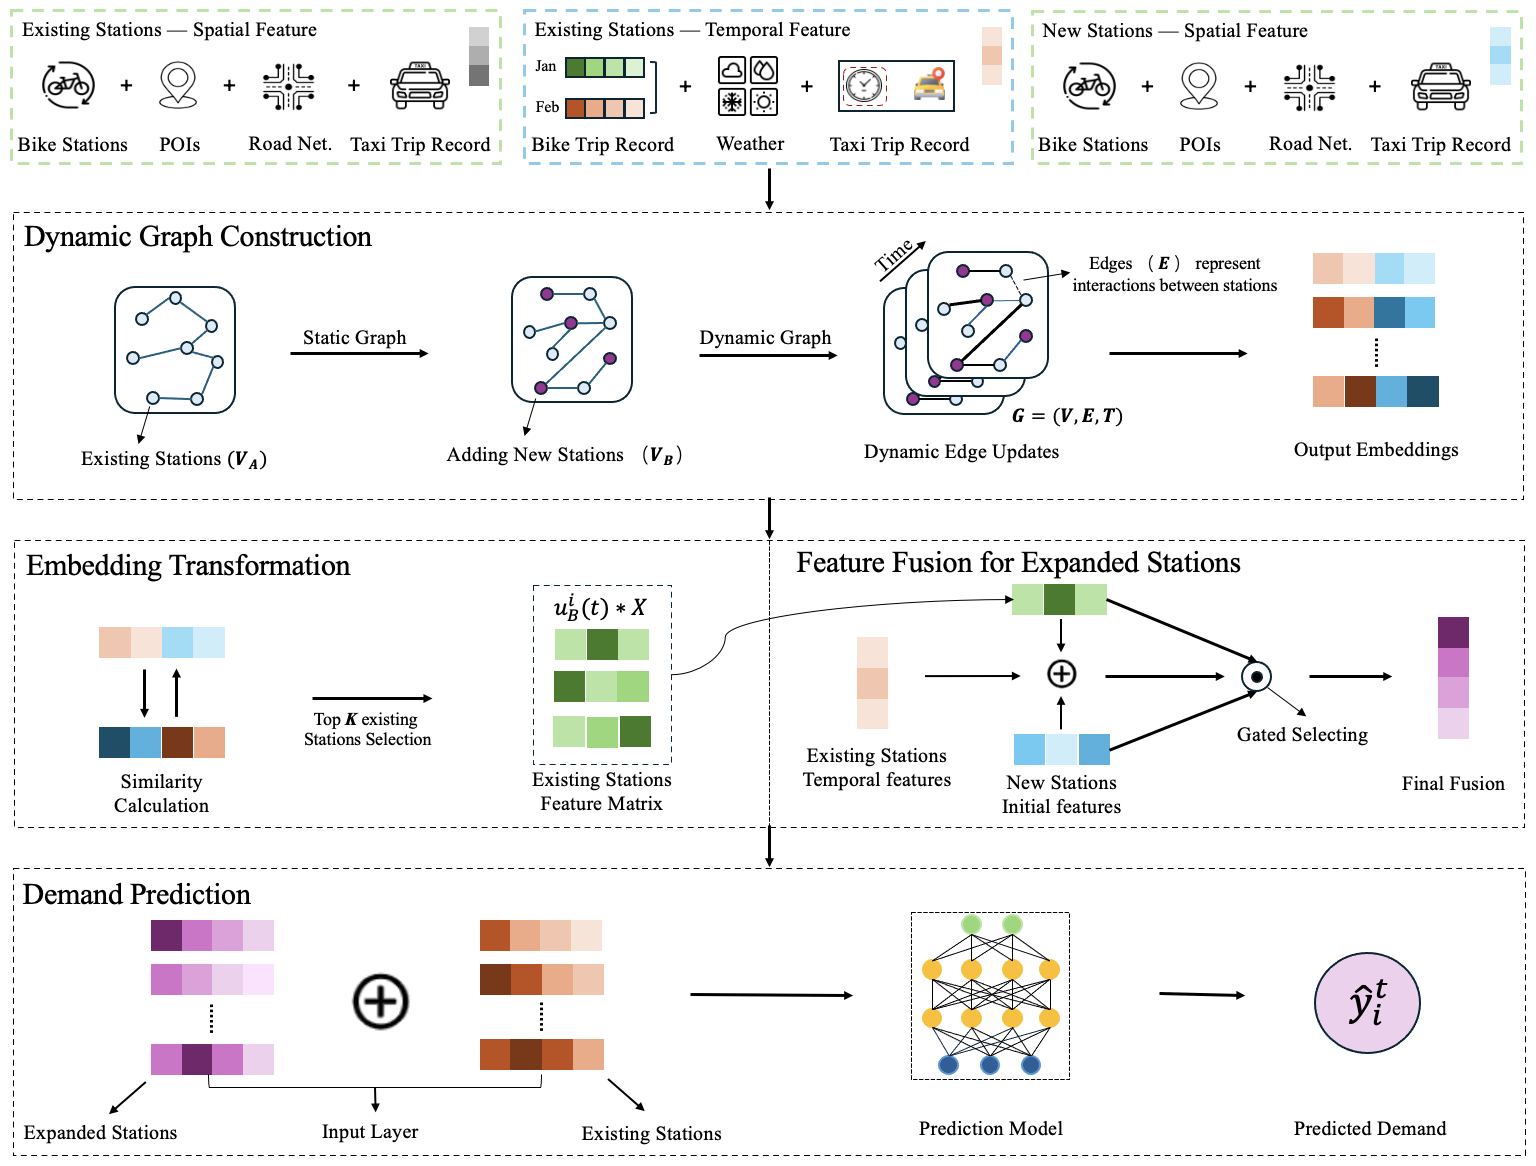 Existing Stations — Spatial Feature
+ + +
TAXI
Bike Stations POIs Road Net. Taxi Trip Record
Existing Stations — Temporal Feature
Jan
Feb
+ +
Bike Trip Record Weather Taxi Trip Record
New Stations — Spatial Feature
+ + +
TAXI
Bike Stations POIs Road Net. Taxi Trip Record
Dynamic Graph Construction
Static Graph
Dynamic Graph
Time
Edges （E） represent
interactions between stations
G = (V, E, T)
Existing Stations (V_A)
Adding New Stations （V_B）
Dynamic Edge Updates
Output Embeddings
Embedding Transformation
Top K existing
Stations Selection
Similarity
Calculation
u_B^i(t) ∗ X
Existing Stations
Feature Matrix
Feature Fusion for Expanded Stations
Existing Stations
Temporal features
New Stations
Initial features
Gated Selecting
Final Fusion
Demand Prediction
Expanded Stations
Input Layer
Existing Stations
Prediction Model
ŷ_i^t
Predicted Demand